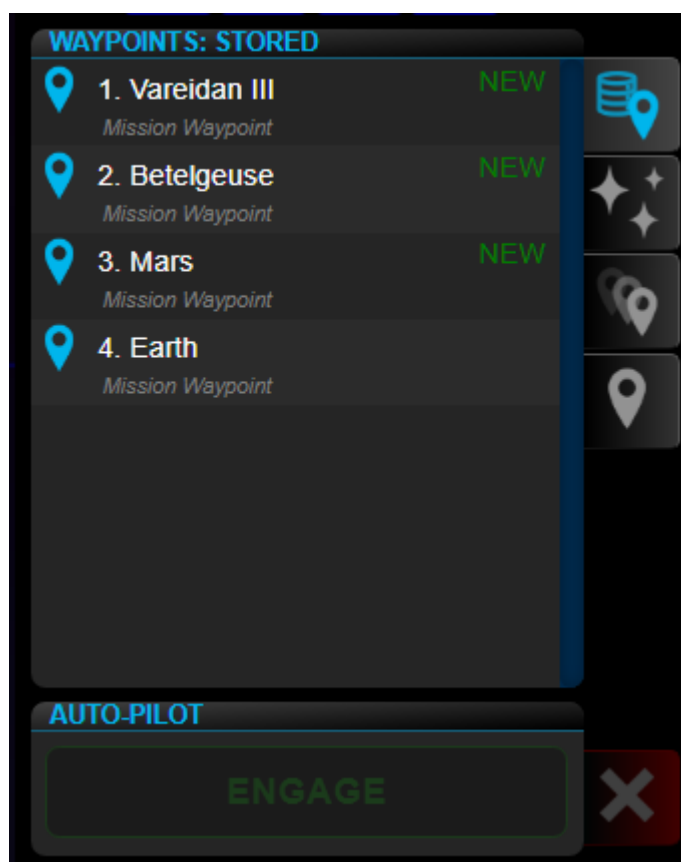 WAYPOINTS: STORED
1. Vareidan III NEW
Mission Waypoint
2. Betelgeuse NEW
Mission Waypoint
3. Mars NEW
Mission Waypoint
4. Earth
Mission Waypoint
AUTO-PILOT
ENGAGE